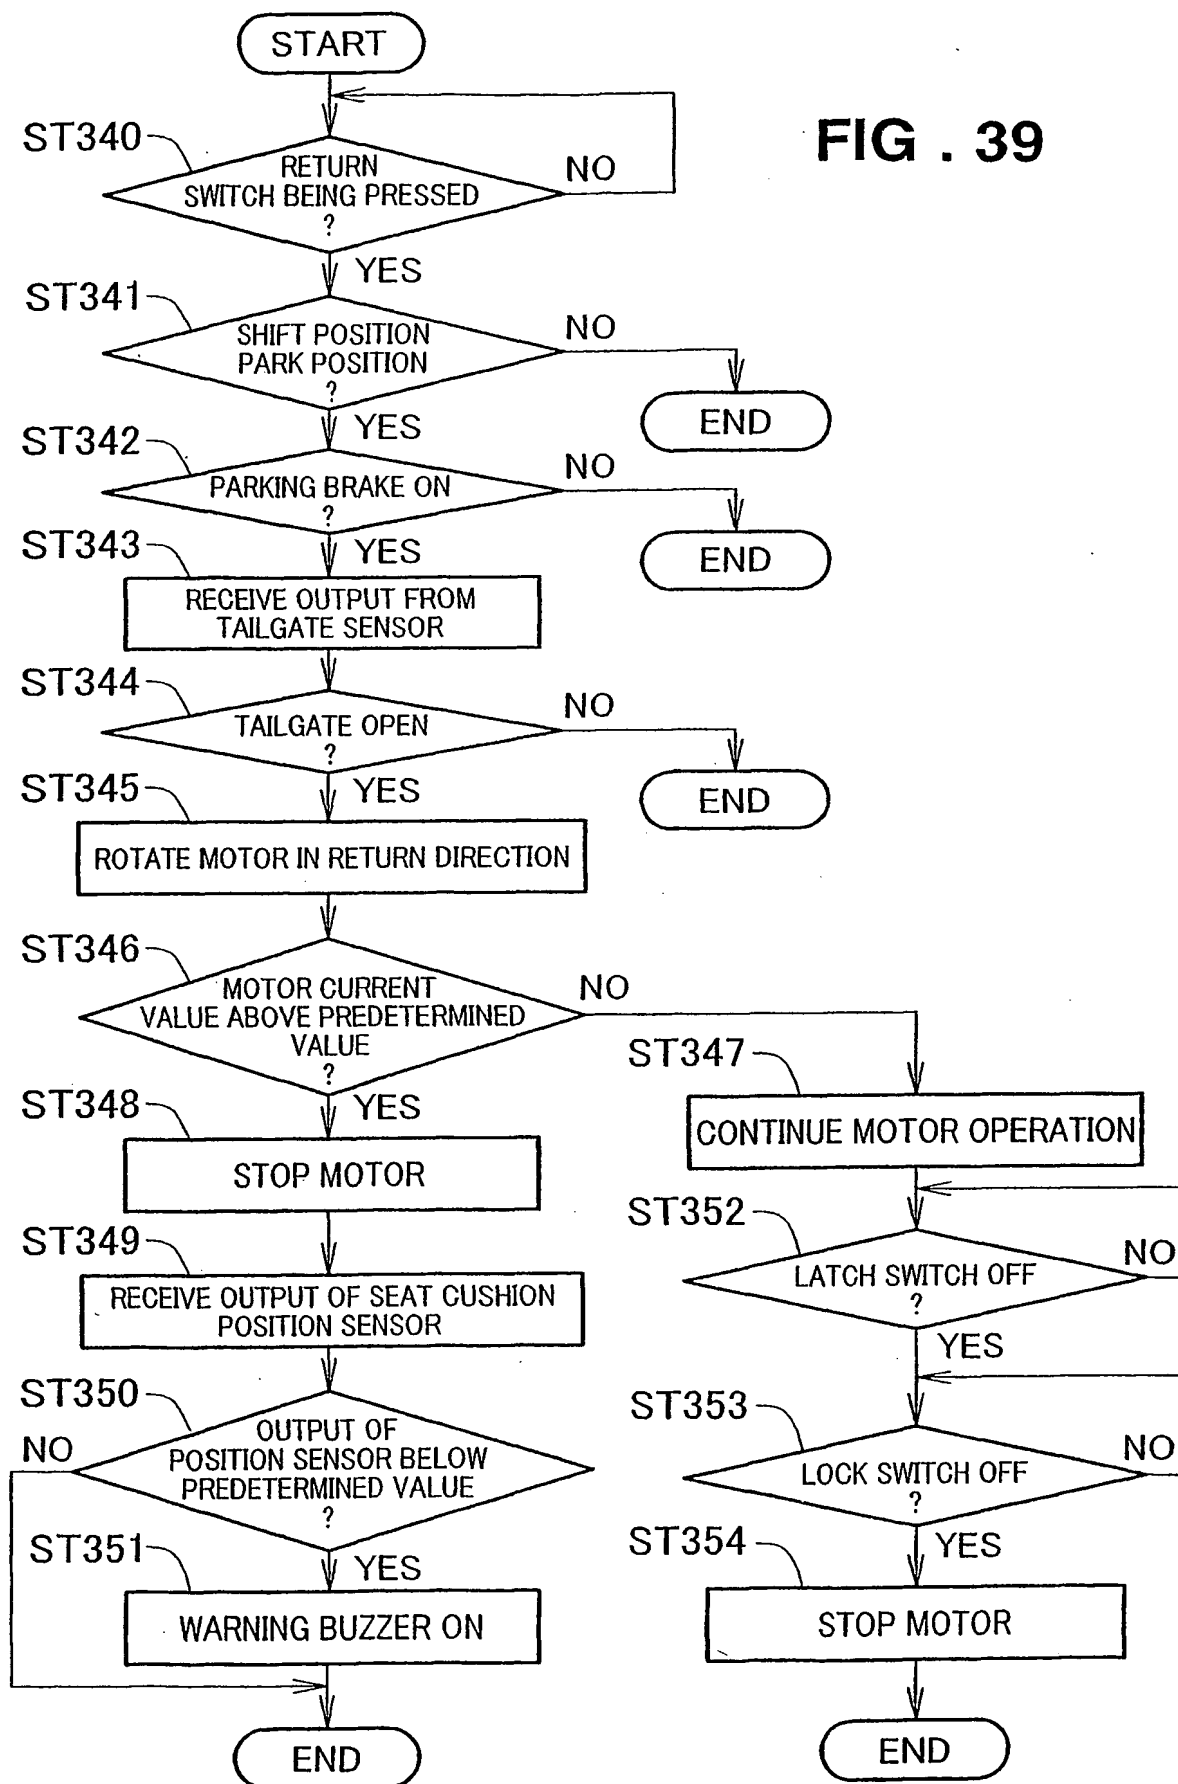 START
FIG . 39
ST340
RETURN
SWITCH BEING PRESSED
?
NO
YES
ST341
SHIFT POSITION
PARK POSITION
?
NO
END
YES
ST342
PARKING BRAKE ON
?
NO
END
YES
ST343
RECEIVE OUTPUT FROM
TAILGATE SENSOR
ST344
TAILGATE OPEN
?
NO
END
YES
ST345
ROTATE MOTOR IN RETURN DIRECTION
ST346
MOTOR CURRENT
VALUE ABOVE PREDETERMINED
VALUE
?
NO
YES
ST348
STOP MOTOR
ST349
RECEIVE OUTPUT OF SEAT CUSHION
POSITION SENSOR
ST350
OUTPUT OF
POSITION SENSOR BELOW
PREDETERMINED VALUE
?
NO
YES
ST351
WARNING BUZZER ON
END
ST347
CONTINUE MOTOR OPERATION
ST352
LATCH SWITCH OFF
?
NO
YES
ST353
LOCK SWITCH OFF
?
NO
YES
ST354
STOP MOTOR
END